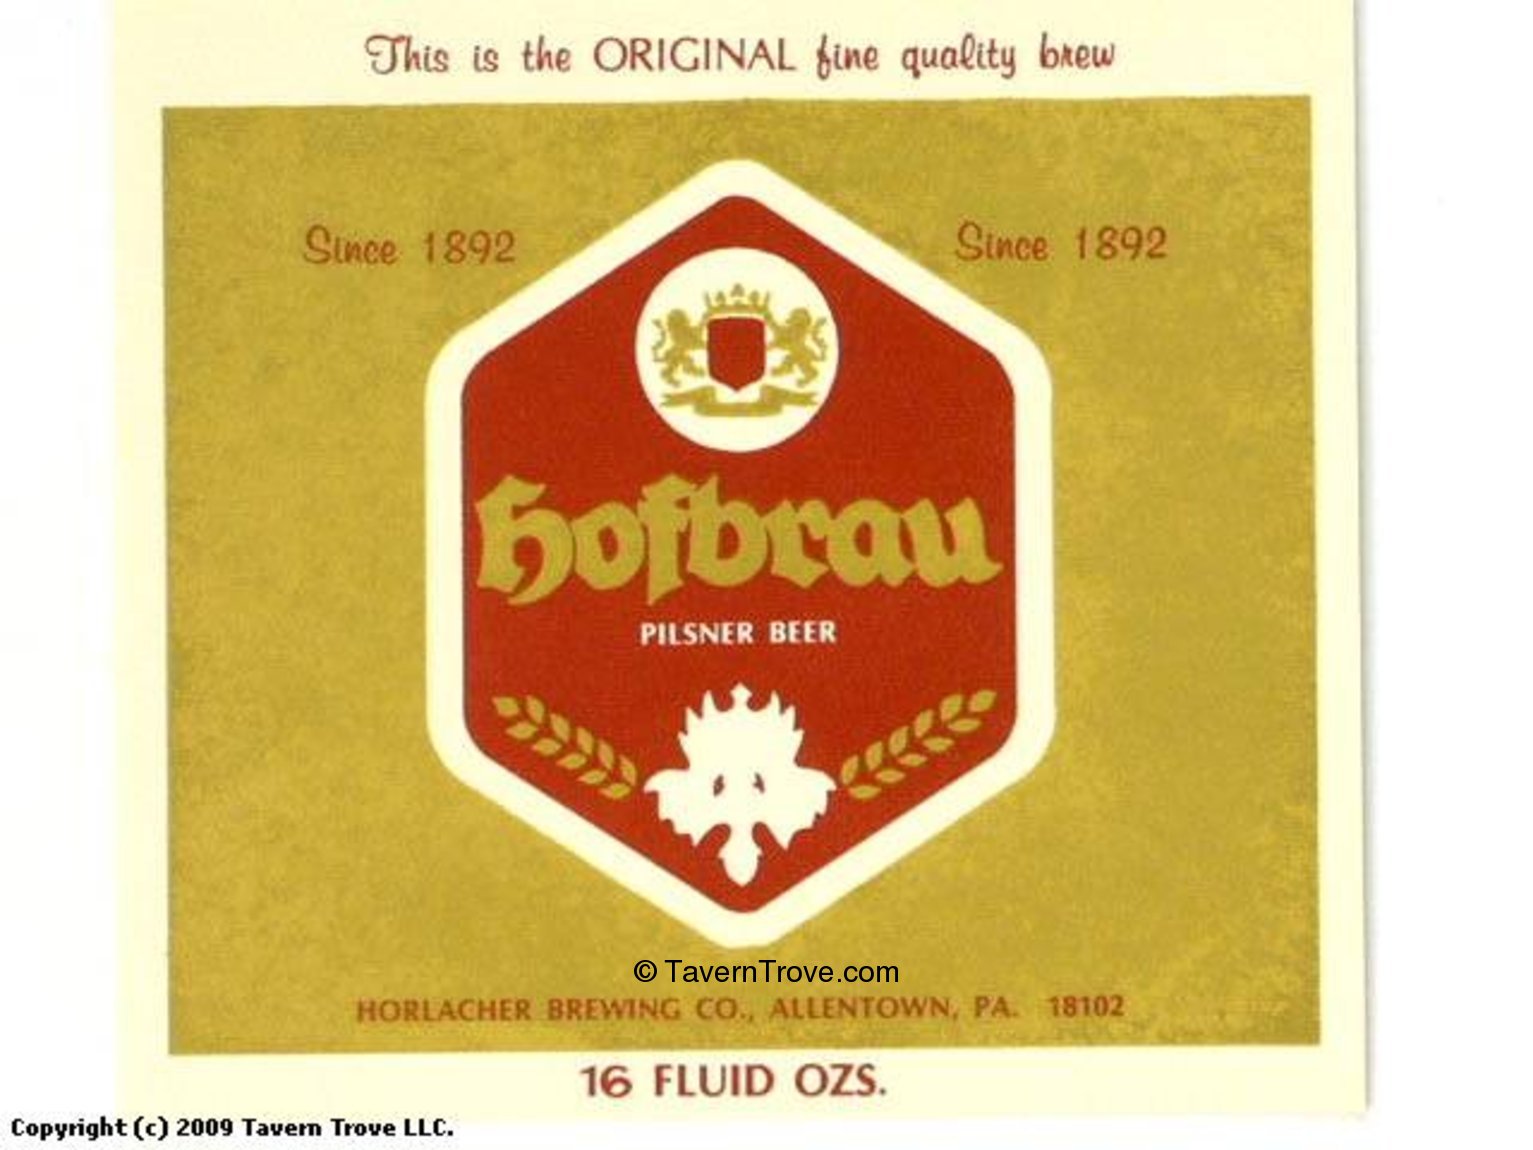 This is the ORIGINAL fine quality brew
Since 1892
Since 1892
Hofbrau
PILSNER BEER
© TavernTrove.com
HORLACHER BREWING CO., ALLENTOWN, PA. 18102
16 FLUID OZS.
Copyright (c) 2009 Tavern Trove LLC.